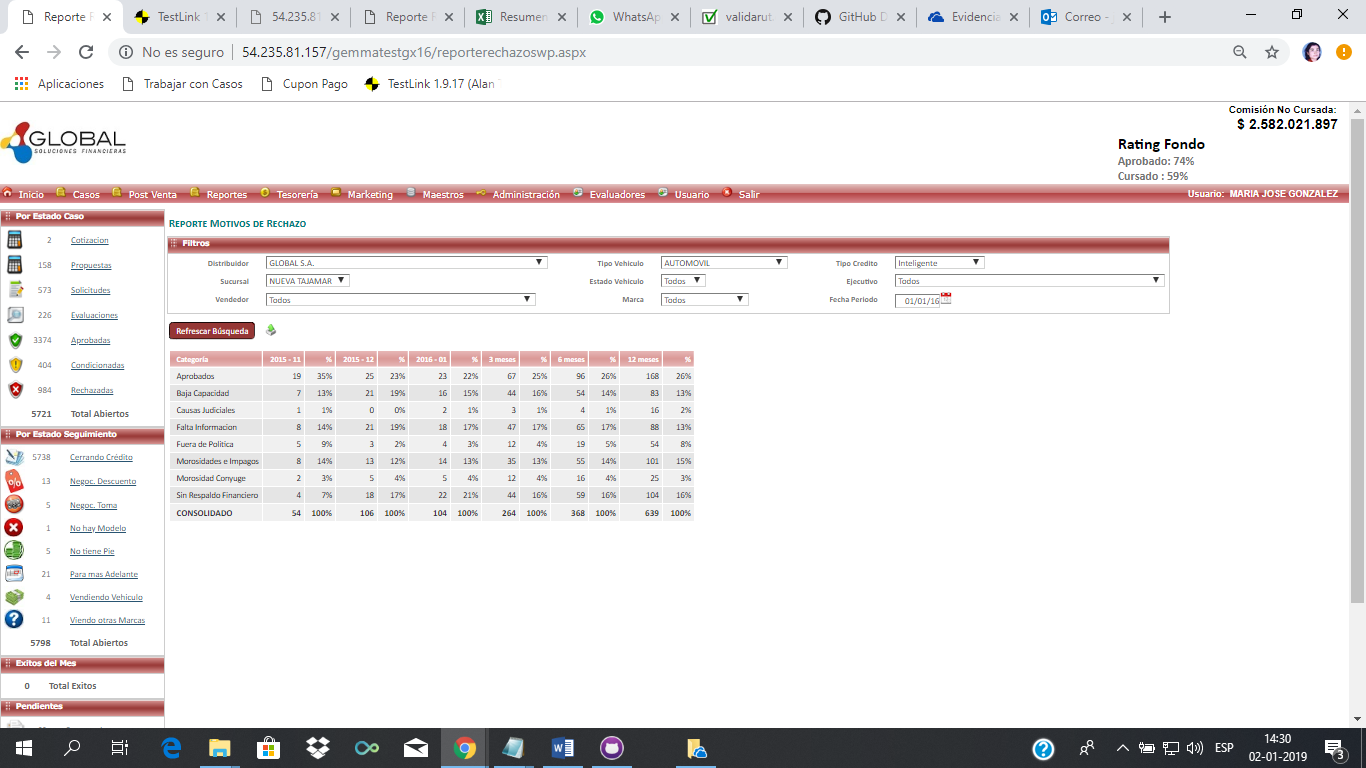 Reporte R
TestLink 1
54.235.81
Reporte R
Resumen
WhatsAp
validarut.
GitHub D
Evidencia
Correo -
No es seguro | 54.235.81.157/gemmatestgx16/reporterechazoswp.aspx
Aplicaciones Trabajar con Casos Cupon Pago TestLink 1.9.17 (Alan
Comisión No Cursada:
$ 2.582.021.897
GLOBAL
SOLUCIONES FINANCIERAS
Rating Fondo
Aprobado: 74%
Cursado : 59%
Inicio Casos Post Venta Reportes Tesorería Marketing Maestros Administración Evaluadores Usuario Salir Usuario: MARIA JOSE GONZALEZ
Por Estado Caso
2 Cotizacion
158 Propuestas
573 Solicitudes
226 Evaluaciones
3374 Aprobadas
404 Condicionadas
984 Rechazadas
5721 Total Abiertos
Por Estado Seguimiento
5738 Cerrando Crédito
13 Negoc. Descuento
5 Negoc. Toma
1 No hay Modelo
5 No tiene Pie
21 Para mas Adelante
4 Vendiendo Vehiculo
11 Viendo otras Marcas
5798 Total Abiertos
Exitos del Mes
0 Total Exitos
Pendientes
REPORTE MOTIVOS DE RECHAZO
Filtros
Distribuidor GLOBAL S.A. Tipo Vehiculo AUTOMOVIL Tipo Credito Inteligente
Sucursal NUEVA TAJAMAR Estado Vehiculo Todos Ejecutivo Todos
Vendedor Todos Marca Todos Fecha Periodo 01/01/16
Refrescar Búsqueda
Categoría 2015 - 11 % 2015 - 12 % 2016 - 01 % 3 meses % 6 meses % 12 meses %
Aprobados 19 35% 25 23% 23 22% 67 25% 96 26% 168 26%
Baja Capacidad 7 13% 21 19% 16 15% 44 16% 54 14% 83 13%
Causas Judiciales 1 1% 0 0% 2 1% 3 1% 4 1% 16 2%
Falta Informacion 8 14% 21 19% 18 17% 47 17% 65 17% 88 13%
Fuera de Política 5 9% 3 2% 4 3% 12 4% 19 5% 54 8%
Morosidades e Impagos 8 14% 13 12% 14 13% 35 13% 55 14% 101 15%
Morosidad Conyuge 2 3% 5 4% 5 4% 12 4% 16 4% 25 3%
Sin Respaldo Financiero 4 7% 18 17% 22 21% 44 16% 59 16% 104 16%
CONSOLIDADO 54 100% 106 100% 104 100% 264 100% 368 100% 639 100%
ESP
14:30
02-01-2019
3